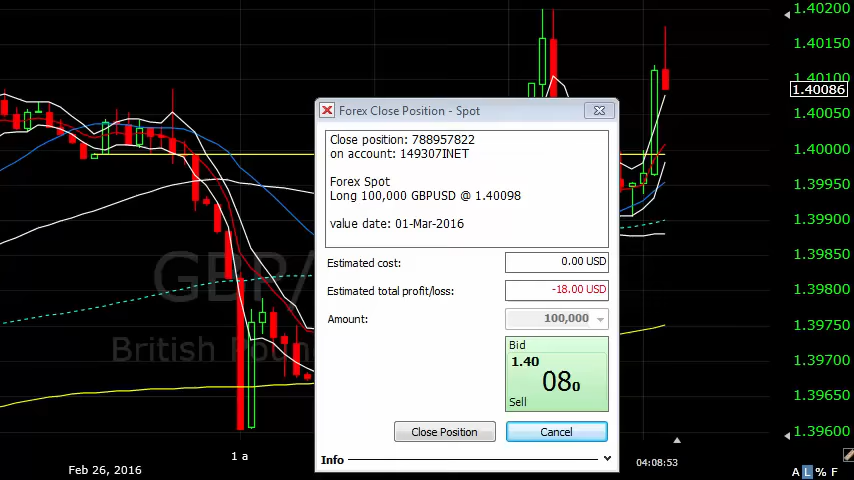 1.40200
1.40150
1.40100
1.40086
1.40050
1.40000
1.39950
1.39900
1.39850
1.39800
1.39750
1.39700
1.39650
1.39600
Forex Close Position - Spot
Close position: 788957822
on account: 149307INET
Forex Spot
Long 100,000 GBPUSD @ 1.40098
value date: 01-Mar-2016
Estimated cost: 0.00 USD
Estimated total profit/loss: -18.00 USD
Amount: 100,000
Bid
1.40
080
Sell
Close Position Cancel
Info
GBP/
British
Feb 26, 2016
1 a
04:08:53
A L % F